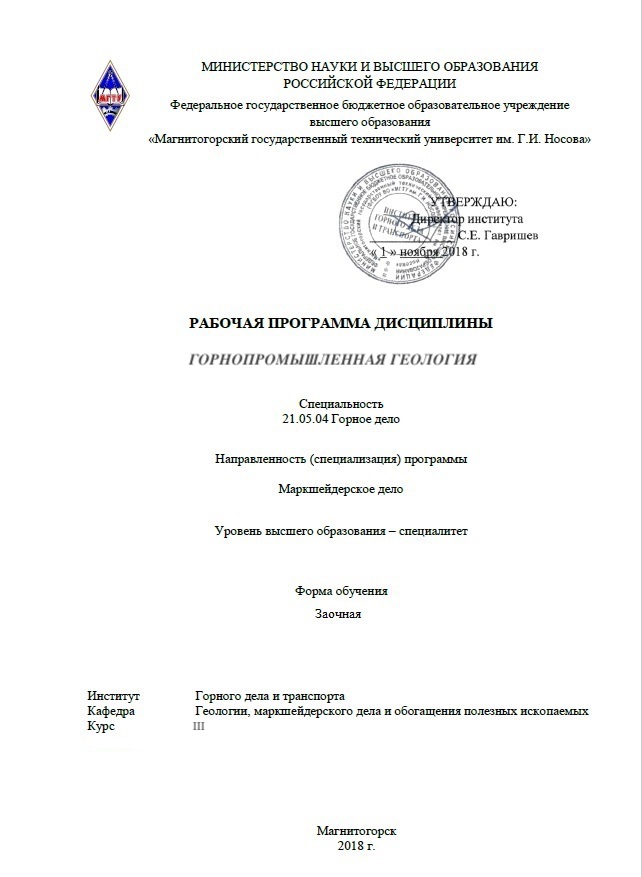 МИНИСТЕРСТВО НАУКИ И ВЫСШЕГО ОБРАЗОВАНИЯ
РОССИЙСКОЙ ФЕДЕРАЦИИ
Федеральное государственное бюджетное образовательное учреждение
высшего образования
«Магнитогорский государственный технический университет им. Г.И. Носова»
МГТУ
УТВЕРЖДАЮ:
Директор института
С.Е. Гавришев
« 1 » ноября 2018 г.
РАБОЧАЯ ПРОГРАММА ДИСЦИПЛИНЫ
ГОРНОПРОМЫШЛЕННАЯ ГЕОЛОГИЯ
Специальность
21.05.04 Горное дело
Направленность (специализация) программы
Маркшейдерское дело
Уровень высшего образования – специалитет
Форма обучения
Заочная
Институт Горного дела и транспорта
Кафедра Геологии, маркшейдерского дела и обогащения полезных ископаемых
Курс III
Магнитогорск
2018 г.